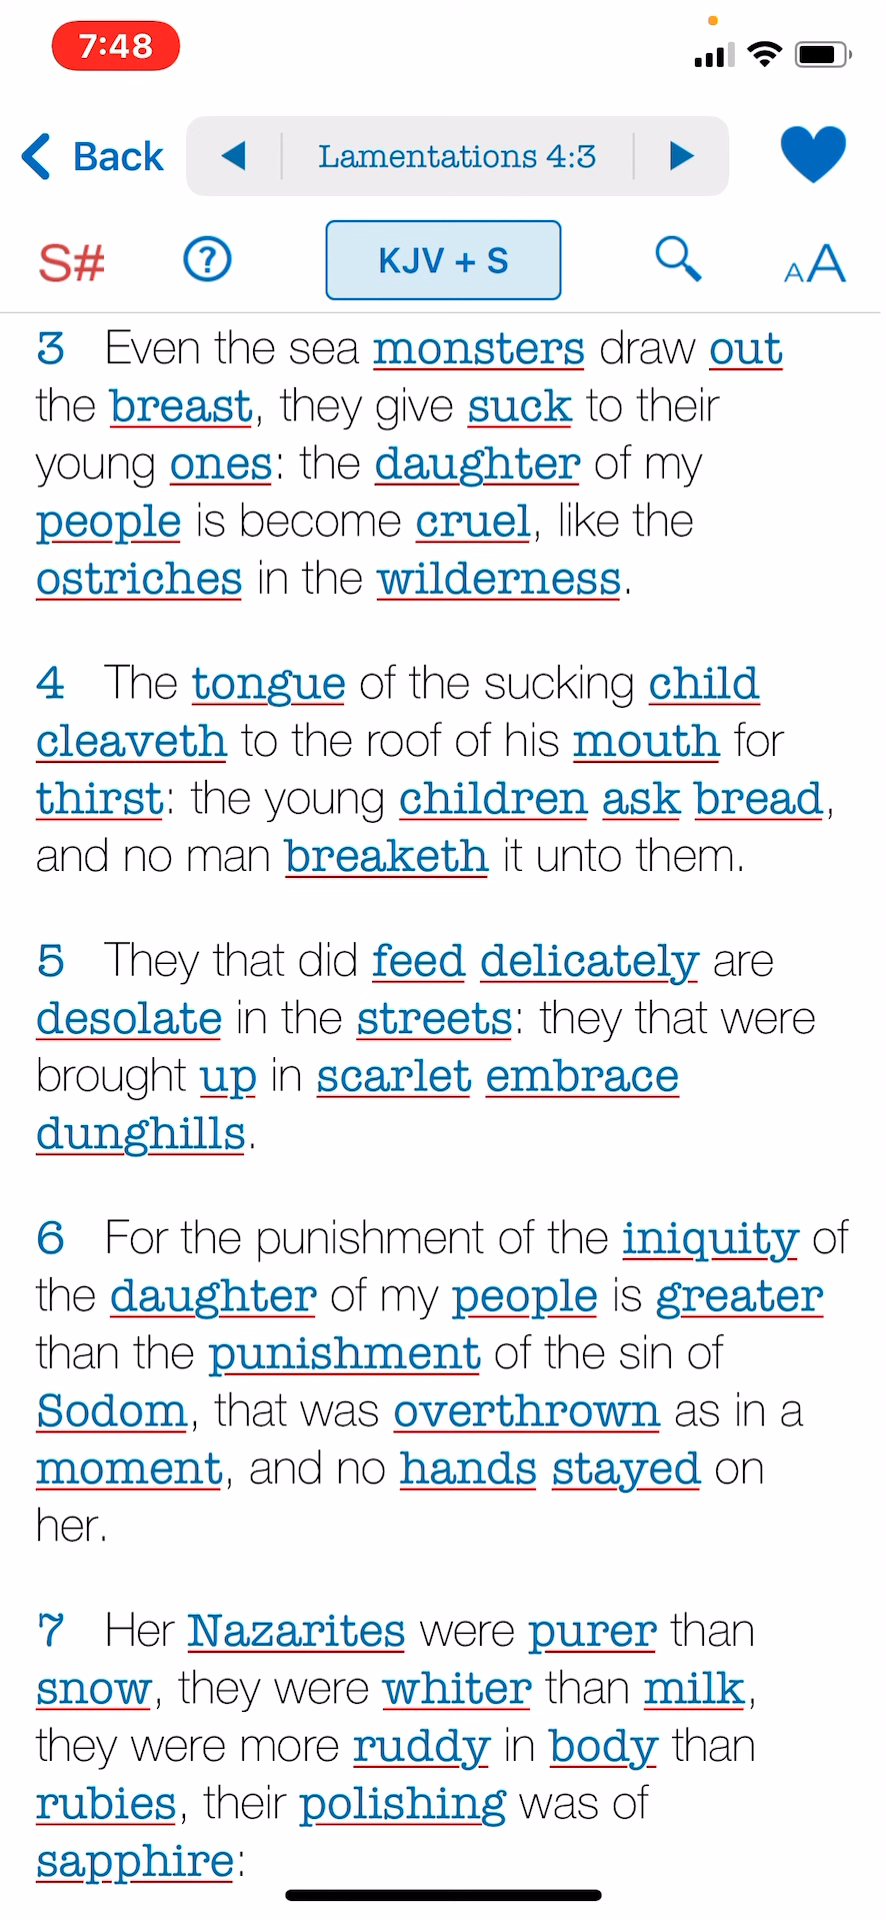 7:48
Back
Lamentations 4:3
S#
?
KJV + S
AA
3 Even the sea monsters draw out
the breast, they give suck to their
young ones: the daughter of my
people is become cruel, like the
ostriches in the wilderness.
4 The tongue of the sucking child
cleaveth to the roof of his mouth for
thirst: the young children ask bread,
and no man breaketh it unto them.
5 They that did feed delicately are
desolate in the streets: they that were
brought up in scarlet embrace
dunghills.
6 For the punishment of the iniquity of
the daughter of my people is greater
than the punishment of the sin of
Sodom, that was overthrown as in a
moment, and no hands stayed on
her.
7 Her Nazarites were purer than
snow, they were whiter than milk,
they were more ruddy in body than
rubies, their polishing was of
sapphire: